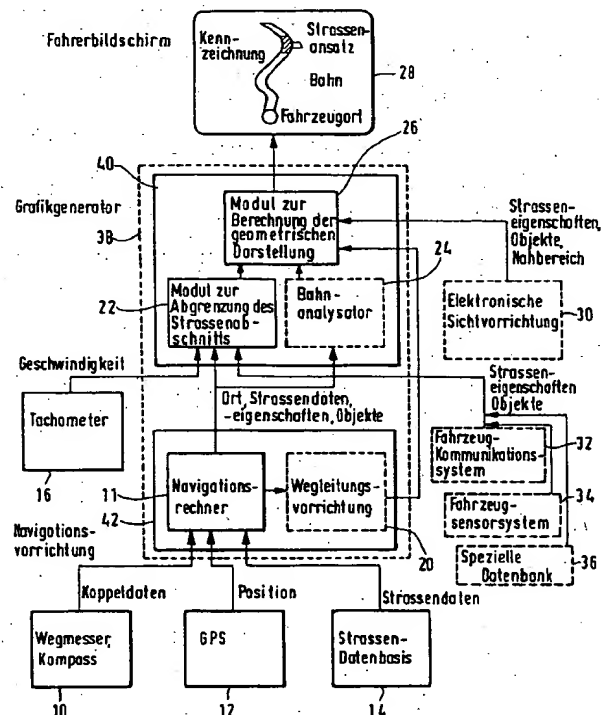 Fahrerbildschirm
Kenn-
zeichnung
Strassen-
ansatz
Bahn
Fahrzeugort
28
26
40
Grafikgenerator
38
Modul zur
Berechnung der
geometrischen
Darstellung
24
22
Modul zur
Abgrenzung des
Strassenab-
schnitts
Bahn-
analysator
Strassen-
eigenschaften,
Objekte,
Nahbereich
Elektronische
Sichtvorrichtung
30
Geschwindigkeit
Tachometer
16
Ort, Strassendaten,
-eigenschaften, Objekte
Strassen-
eigenschaften
Objekte
Fahrzeug-
Kommunikations-
system
32
Fahrzeug-
sensorsystem
34
Spezielle
Datenbank
36
11
Navigations-
rechner
Wegleitungs-
vorrichtung
42
20
Navigations-
vorrichtung
Koppeldaten
Position
Strassendaten
Wegmesser,
Kompass
GPS
Strassen-
Datenbasis
10
12
14